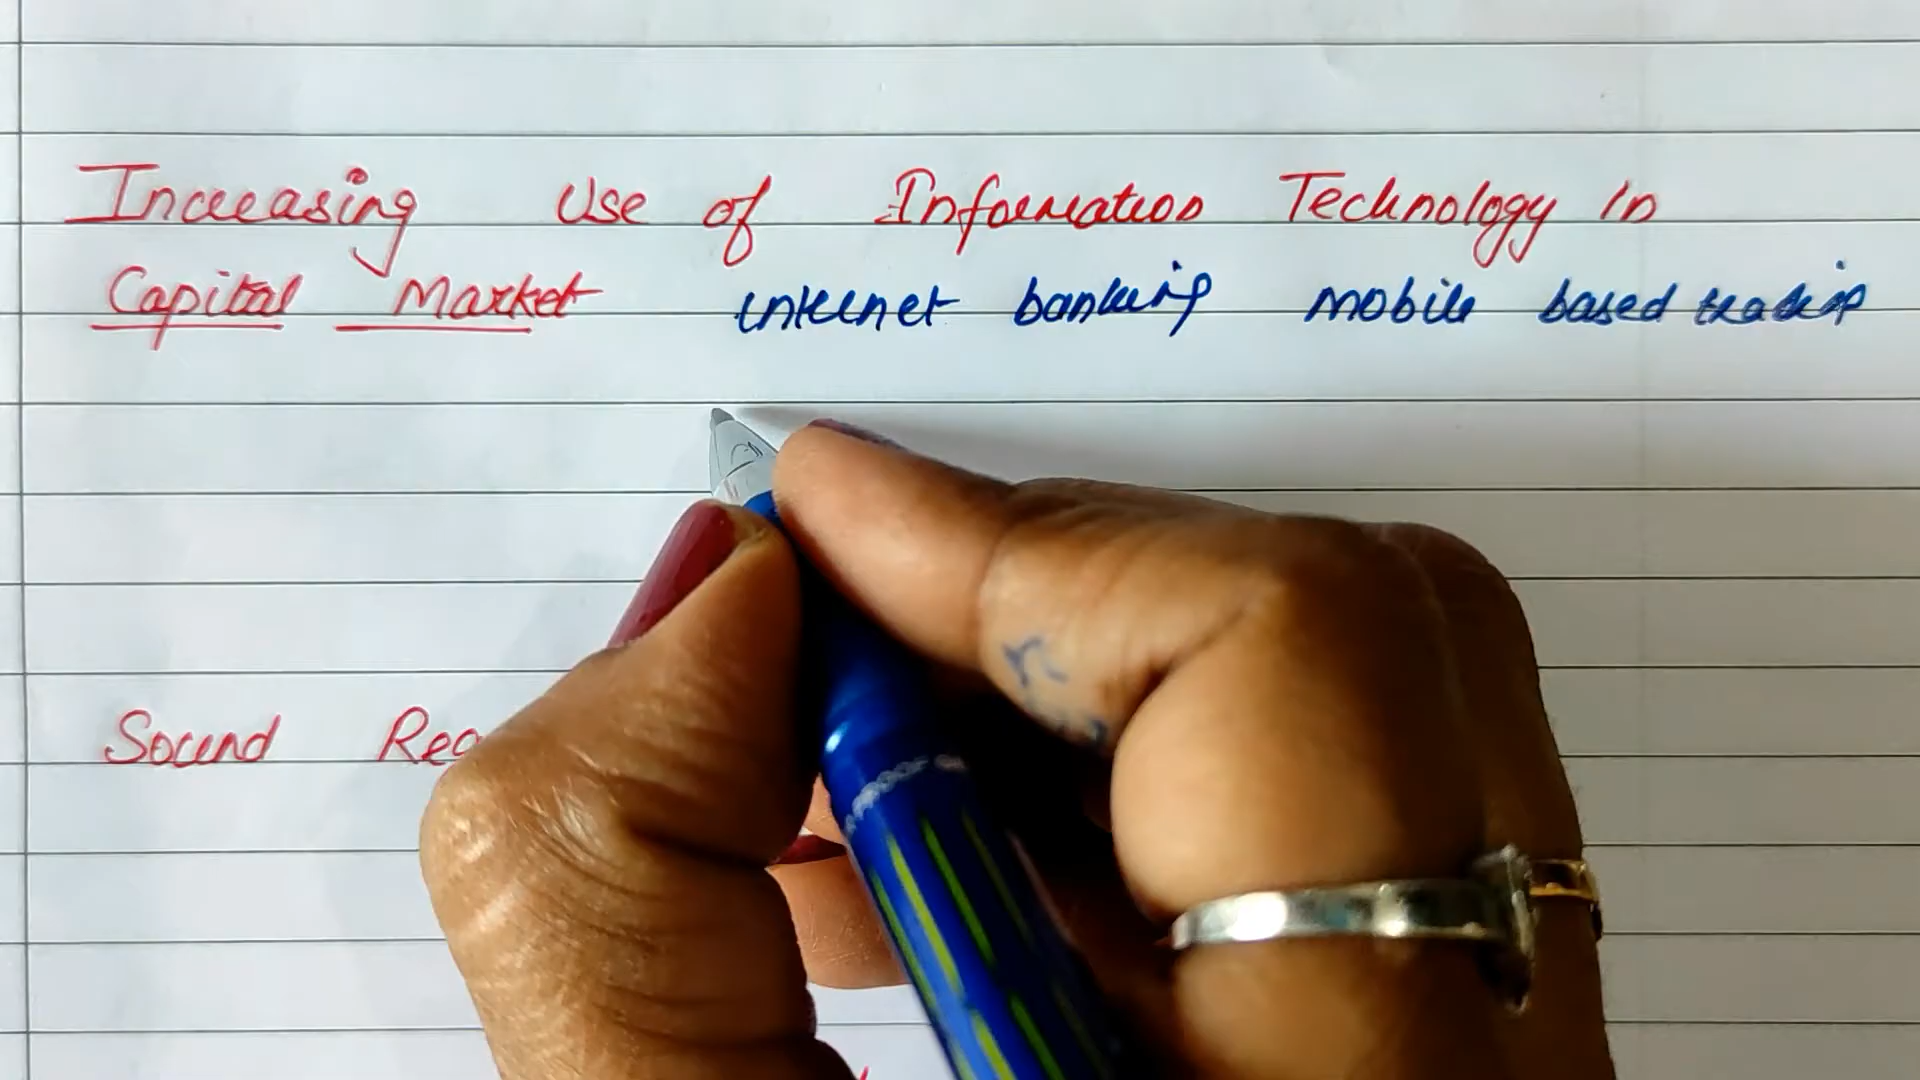 Increasing Use of Information Technology in
Capital Market internet banking mobile based trading
Sound